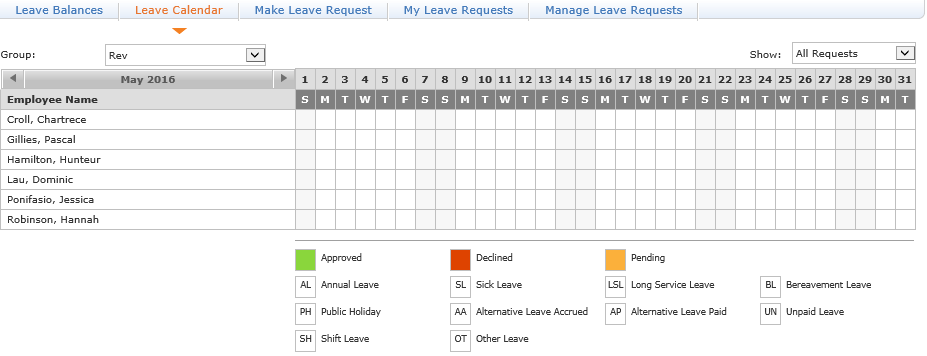 Leave Balances Leave Calendar Make Leave Request My Leave Requests Manage Leave Requests
Group: Rev Show: All Requests
May 2016 1 2 3 4 5 6 7 8 9 10 11 12 13 14 15 16 17 18 19 20 21 22 23 24 25 26 27 28 29 30 31
Employee Name S M T W T F S S M T W T F S S M T W T F S S M T W T F S S M T
Croll, Chartrece
Gillies, Pascal
Hamilton, Hunteur
Lau, Dominic
Ponifasio, Jessica
Robinson, Hannah
Approved Declined Pending
AL Annual Leave SL Sick Leave LSL Long Service Leave BL Bereavement Leave
PH Public Holiday AA Alternative Leave Accrued AP Alternative Leave Paid UN Unpaid Leave
SH Shift Leave OT Other Leave